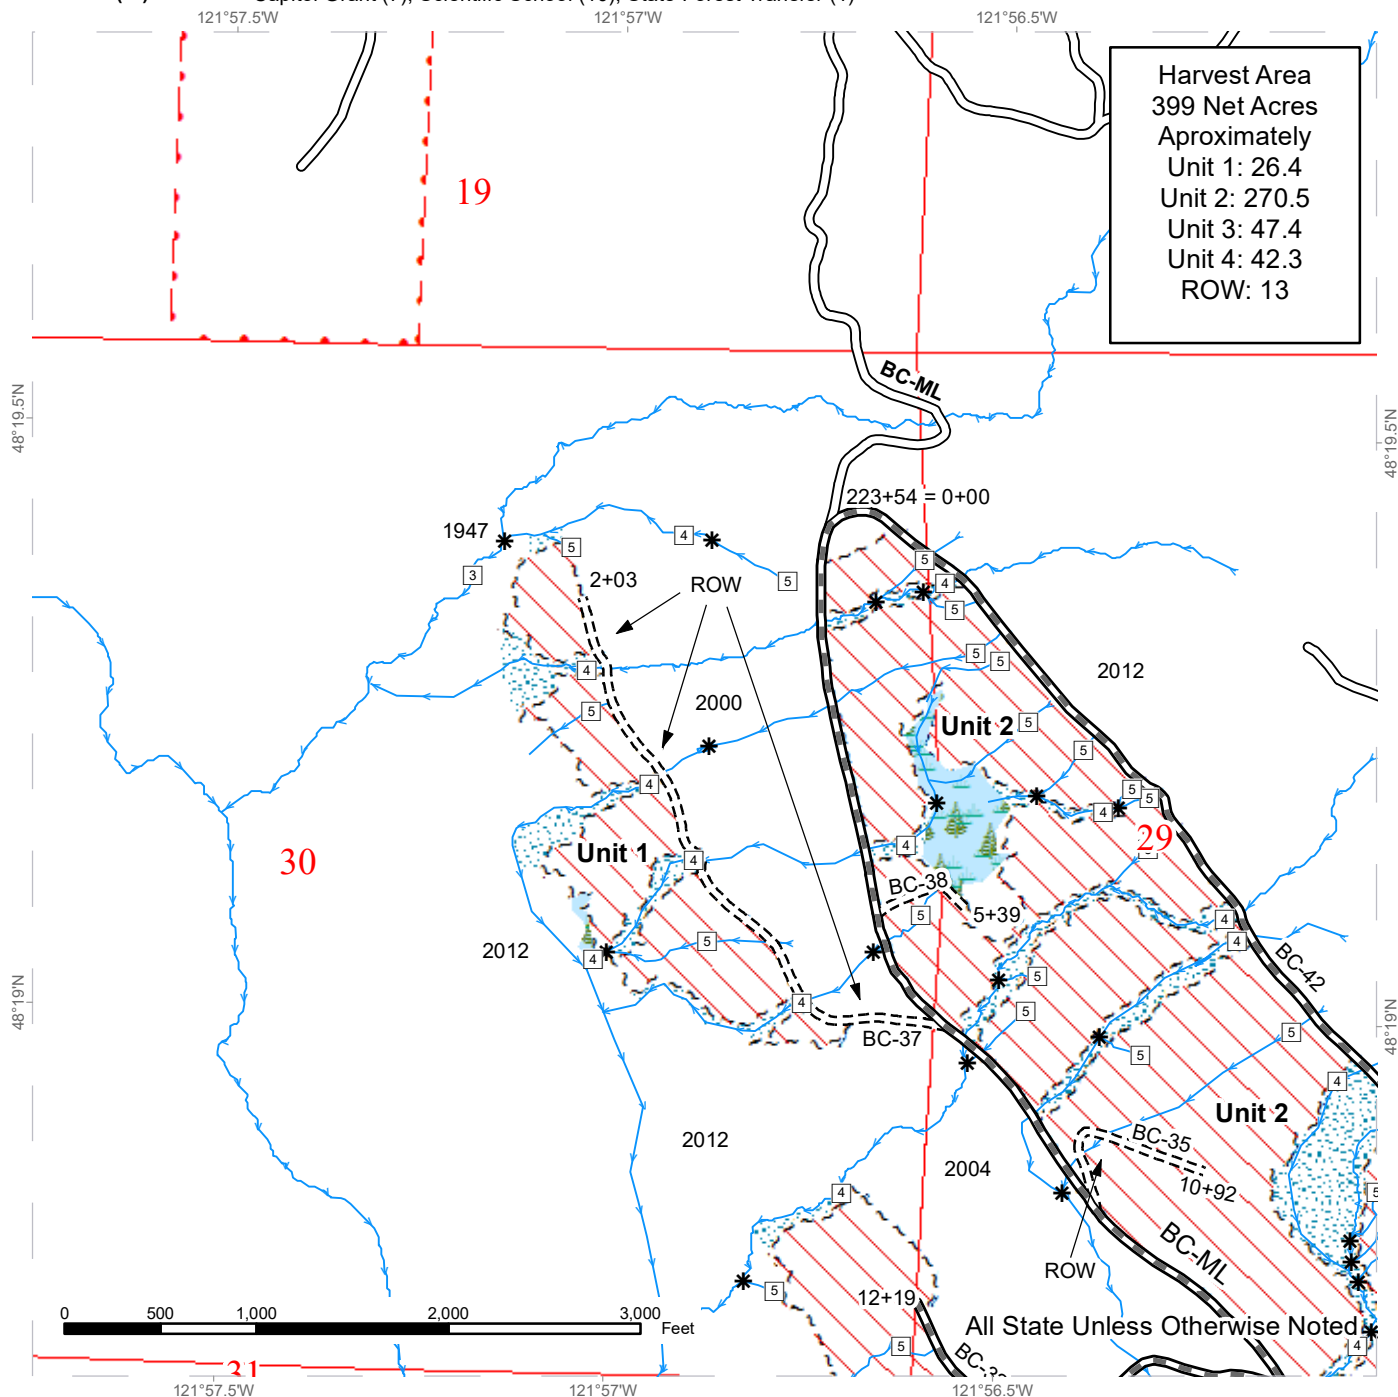 121°57.5'W
121°57'W
121°56.5'W
Harvest Area
399 Net Acres
Aproximately
Unit 1: 26.4
Unit 2: 270.5
Unit 3: 47.4
Unit 4: 42.3
ROW: 13
19
BC-ML
48°19.5'N
48°19.5'N
223+54 = 0+00
1947
4
5
5
4
3
2+03
ROW
5
5
4
5
5
2012
5
2000
Unit 2
5
5
4
5
5
4
29
30
Unit 1
4
4
BC-38
5+39
5
4
4
2012
5
4
BC-42
5
48°19'N
4
5
48°19'N
BC-37
5
5
4
Unit 2
2012
BC-35
2004
10+92
4
5
BC-ML
ROW
12+19
5
0 500 1,000 2,000 3,000
Feet
All State Unless Otherwise Noted
5
4
31
121°57.5'W
121°57'W
121°56.5'W